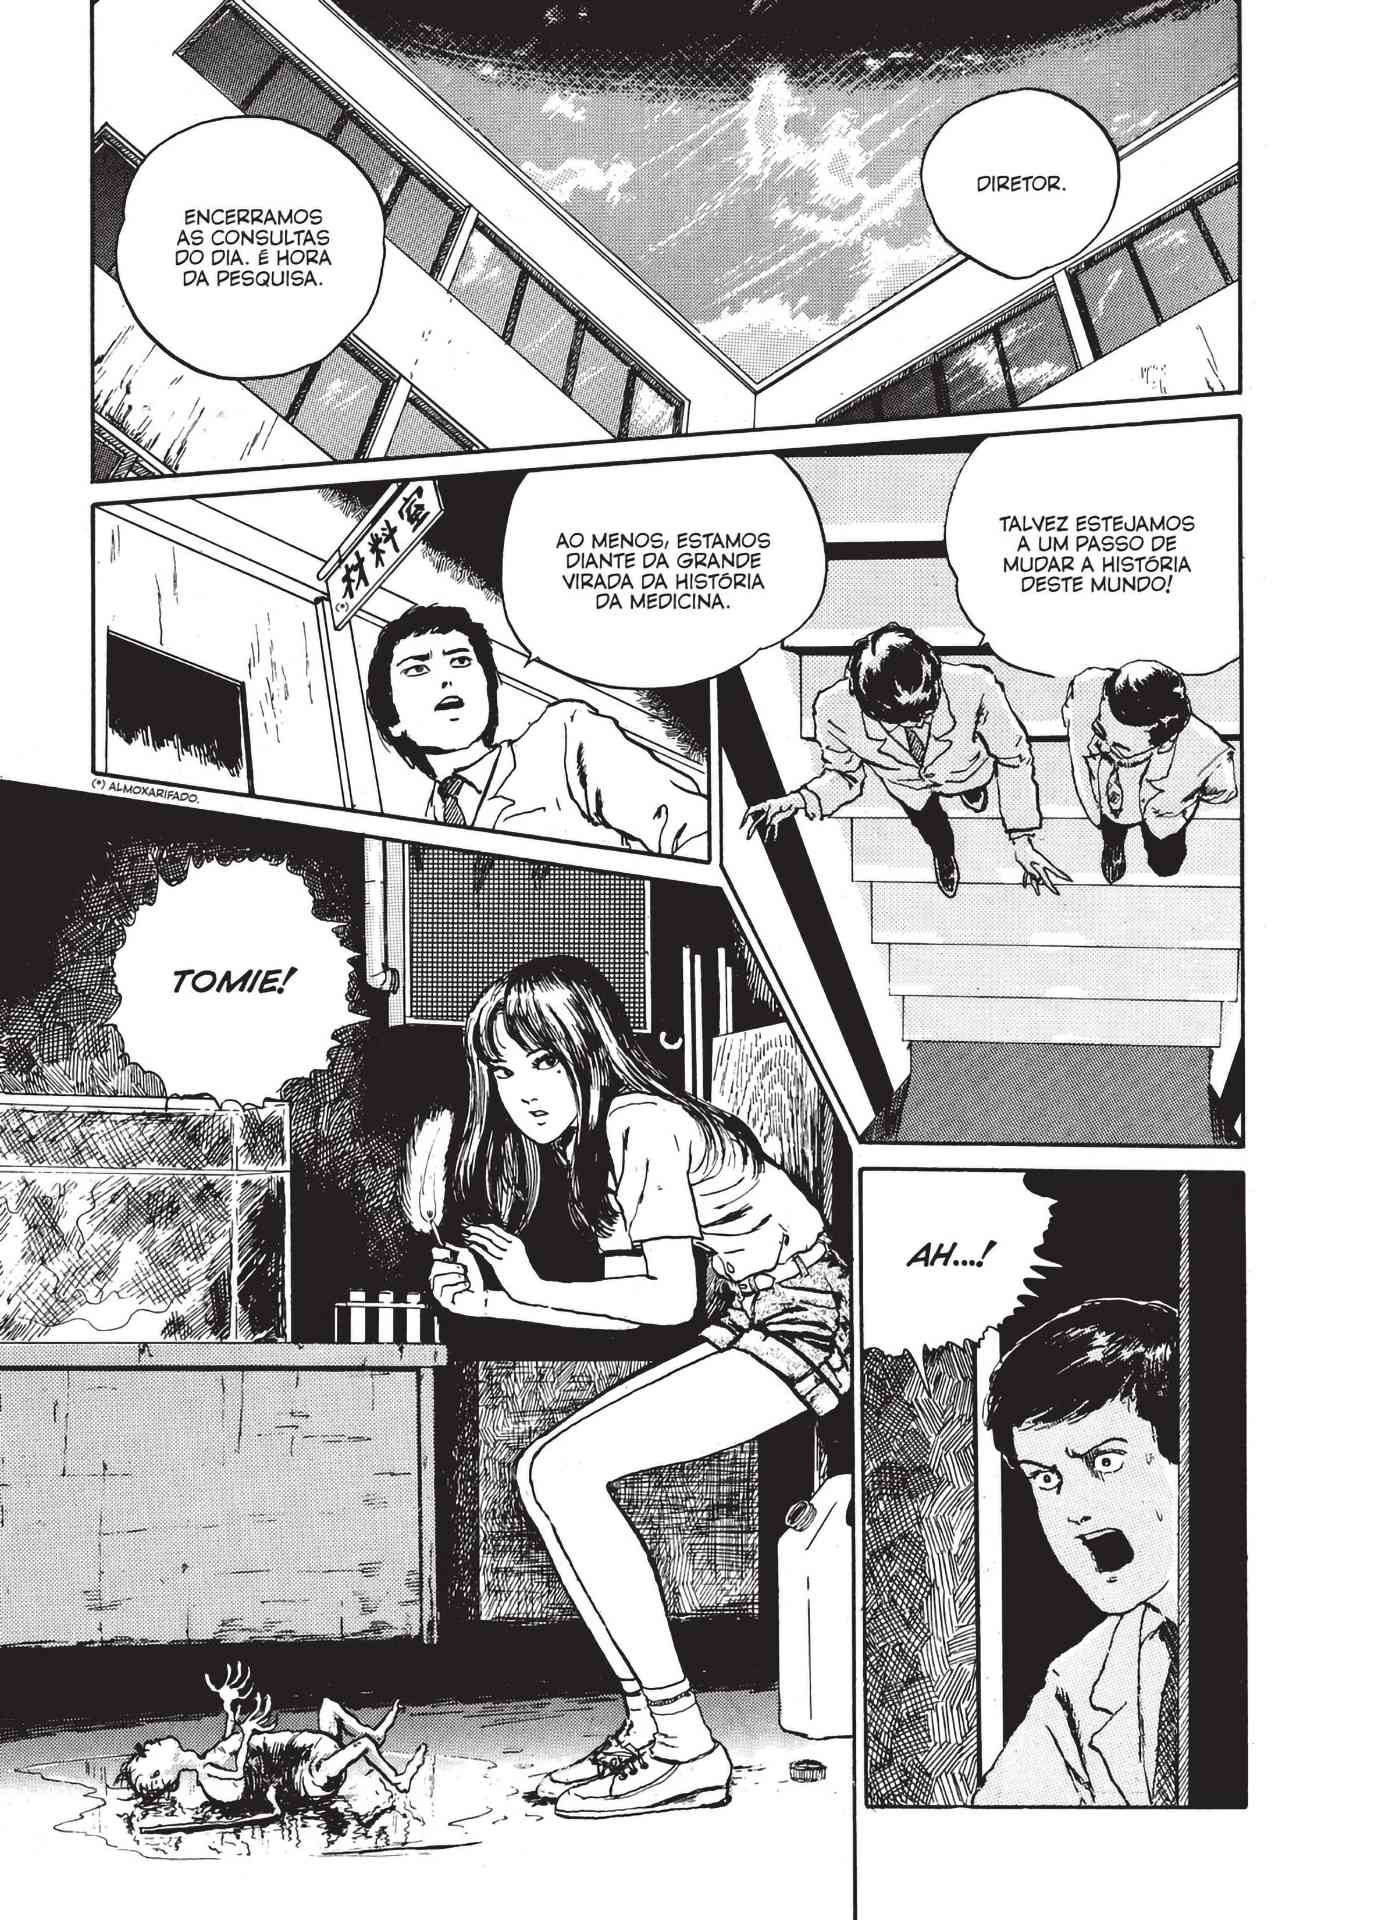 DIRETOR.
ENCERRAMOS
AS CONSULTAS
DO DIA. É HORA
DA PESQUISA.
TALVEZ ESTEJAMOS
A UM PASSO DE
MUDAR A HISTÓRIA
DESTE MUNDO!
AO MENOS, ESTAMOS
DIANTE DA GRANDE
VIRADA DA HISTÓRIA
DA MEDICINA.
(*)材料室
(*) ALMOXARIFADO.
AH...!
TOMIE!